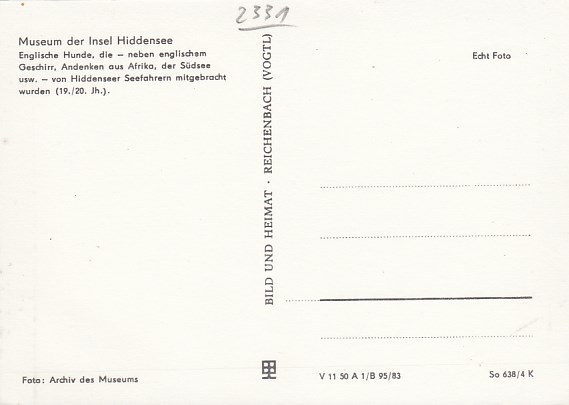 2331
Museum der Insel Hiddensee
Englische Hunde, die – neben englischem
Geschirr, Andenken aus Afrika, der Südsee
usw. – von Hiddenseer Seefahrern mitgebracht
wurden (19./20. Jh.).
Echt Foto
BILD UND HEIMAT · REICHENBACH (VOGTL)
Foto: Archiv des Museums
V 11 50 A 1/B 95/83
So 638/4 K